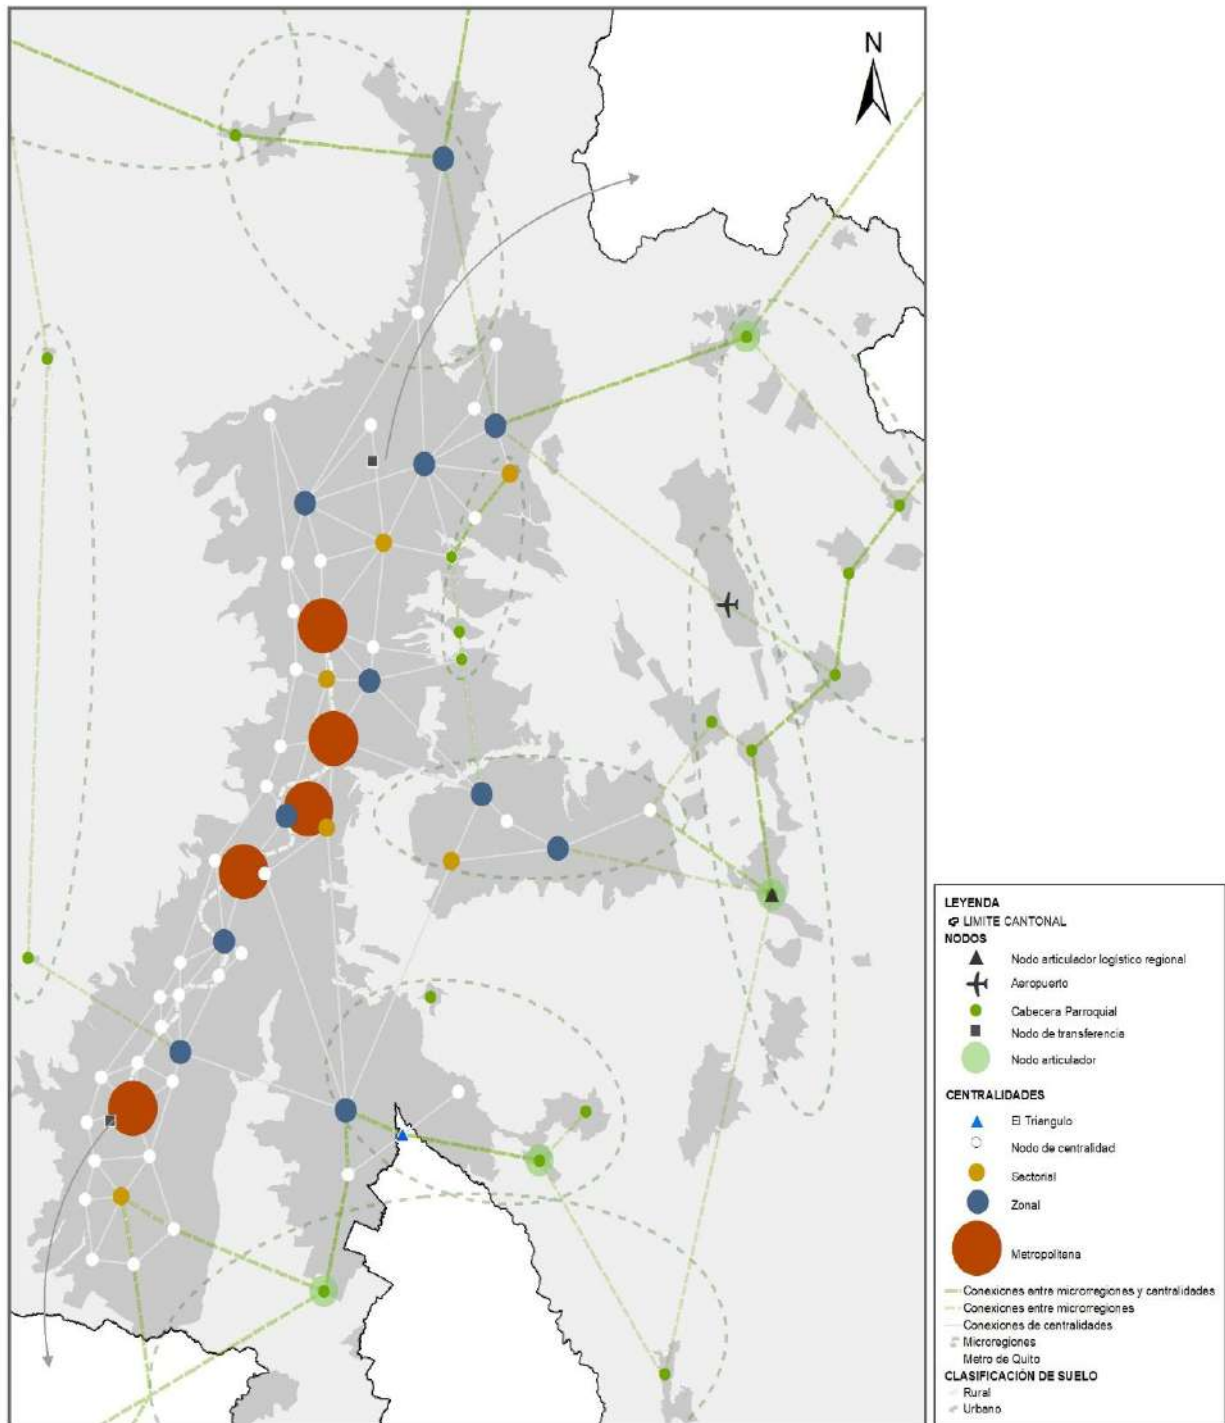 N
LEYENDA
LIMITE CANTONAL
NODOS
Nodo articulador logístico regional
Aeropuerto
Cabecera Parroquial
Nodo de transferencia
Nodo articulador
CENTRALIDADES
El Triangulo
Nodo de centralidad
Sectorial
Zonal
Metropolitana
Conexiones entre microrregiones y centralidades
Conexiones entre microrregiones
Conexiones de centralidades
Microregiones
Metro de Quito
CLASIFICACIÓN DE SUELO
Rural
Urbano